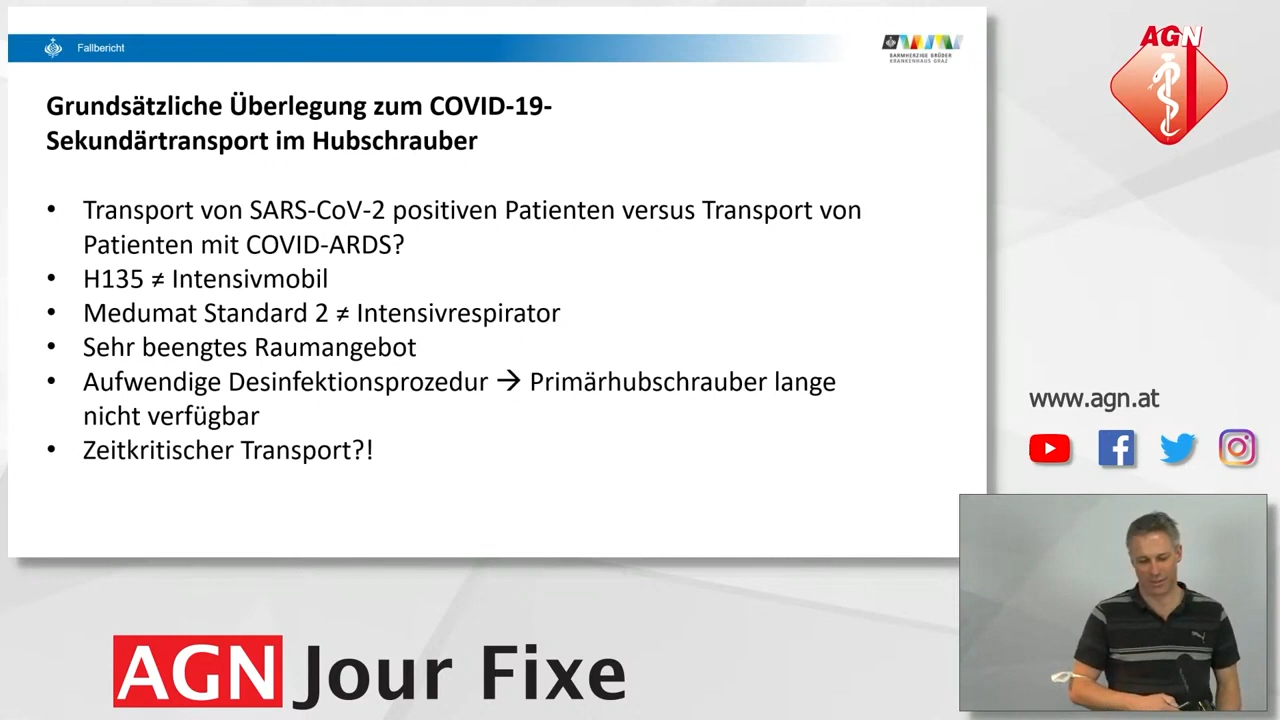 Fallbericht
BARMHERZIGE BRÜDER
KRANKENHAUS GRAZ
AGN
Grundsätzliche Überlegung zum COVID-19-
Sekundärtransport im Hubschrauber
• Transport von SARS-CoV-2 positiven Patienten versus Transport von
Patienten mit COVID-ARDS?
• H135 ≠ Intensivmobil
• Medumat Standard 2 ≠ Intensivrespirator
• Sehr beengtes Raumangebot
• Aufwendige Desinfektionsprozedur → Primärhubschrauber lange
nicht verfügbar
• Zeitkritischer Transport?!
www.agn.at
AGN Jour Fixe